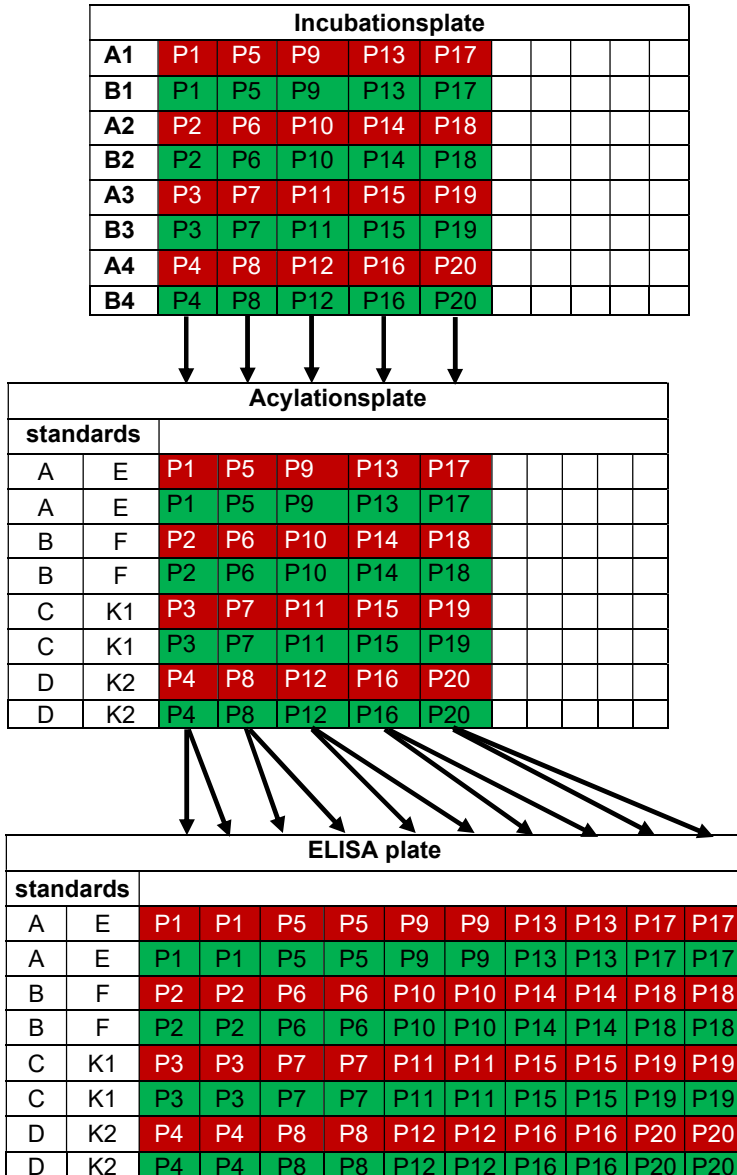 Incubationsplate
A1 P1 P5 P9 P13 P17
B1 P1 P5 P9 P13 P17
A2 P2 P6 P10 P14 P18
B2 P2 P6 P10 P14 P18
A3 P3 P7 P11 P15 P19
B3 P3 P7 P11 P15 P19
A4 P4 P8 P12 P16 P20
B4 P4 P8 P12 P16 P20
Acylationsplate
standards
A E P1 P5 P9 P13 P17
A E P1 P5 P9 P13 P17
B F P2 P6 P10 P14 P18
B F P2 P6 P10 P14 P18
C K1 P3 P7 P11 P15 P19
C K1 P3 P7 P11 P15 P19
D K2 P4 P8 P12 P16 P20
D K2 P4 P8 P12 P16 P20
ELISA plate
standards
A E P1 P1 P5 P5 P9 P9 P13 P13 P17 P17
A E P1 P1 P5 P5 P9 P9 P13 P13 P17 P17
B F P2 P2 P6 P6 P10 P10 P14 P14 P18 P18
B F P2 P2 P6 P6 P10 P10 P14 P14 P18 P18
C K1 P3 P3 P7 P7 P11 P11 P15 P15 P19 P19
C K1 P3 P3 P7 P7 P11 P11 P15 P15 P19 P19
D K2 P4 P4 P8 P8 P12 P12 P16 P16 P20 P20
D K2 P4 P4 P8 P8 P12 P12 P16 P16 P20 P20